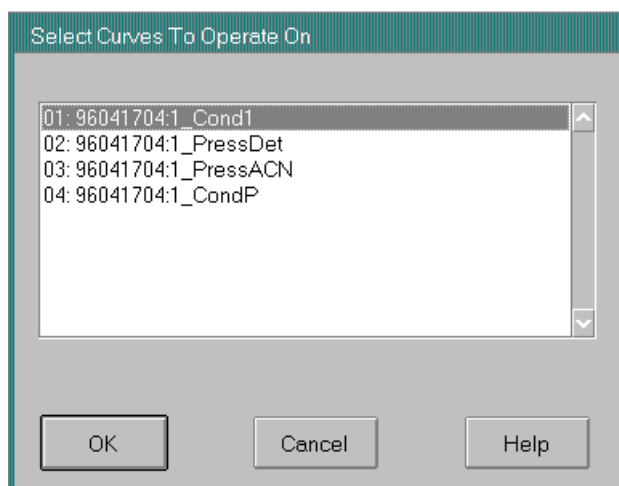 Select Curves To Operate On
01: 96041704:1_Cond1
02: 96041704:1_PressDet
03: 96041704:1_PressACN
04: 96041704:1_CondP
OK Cancel Help